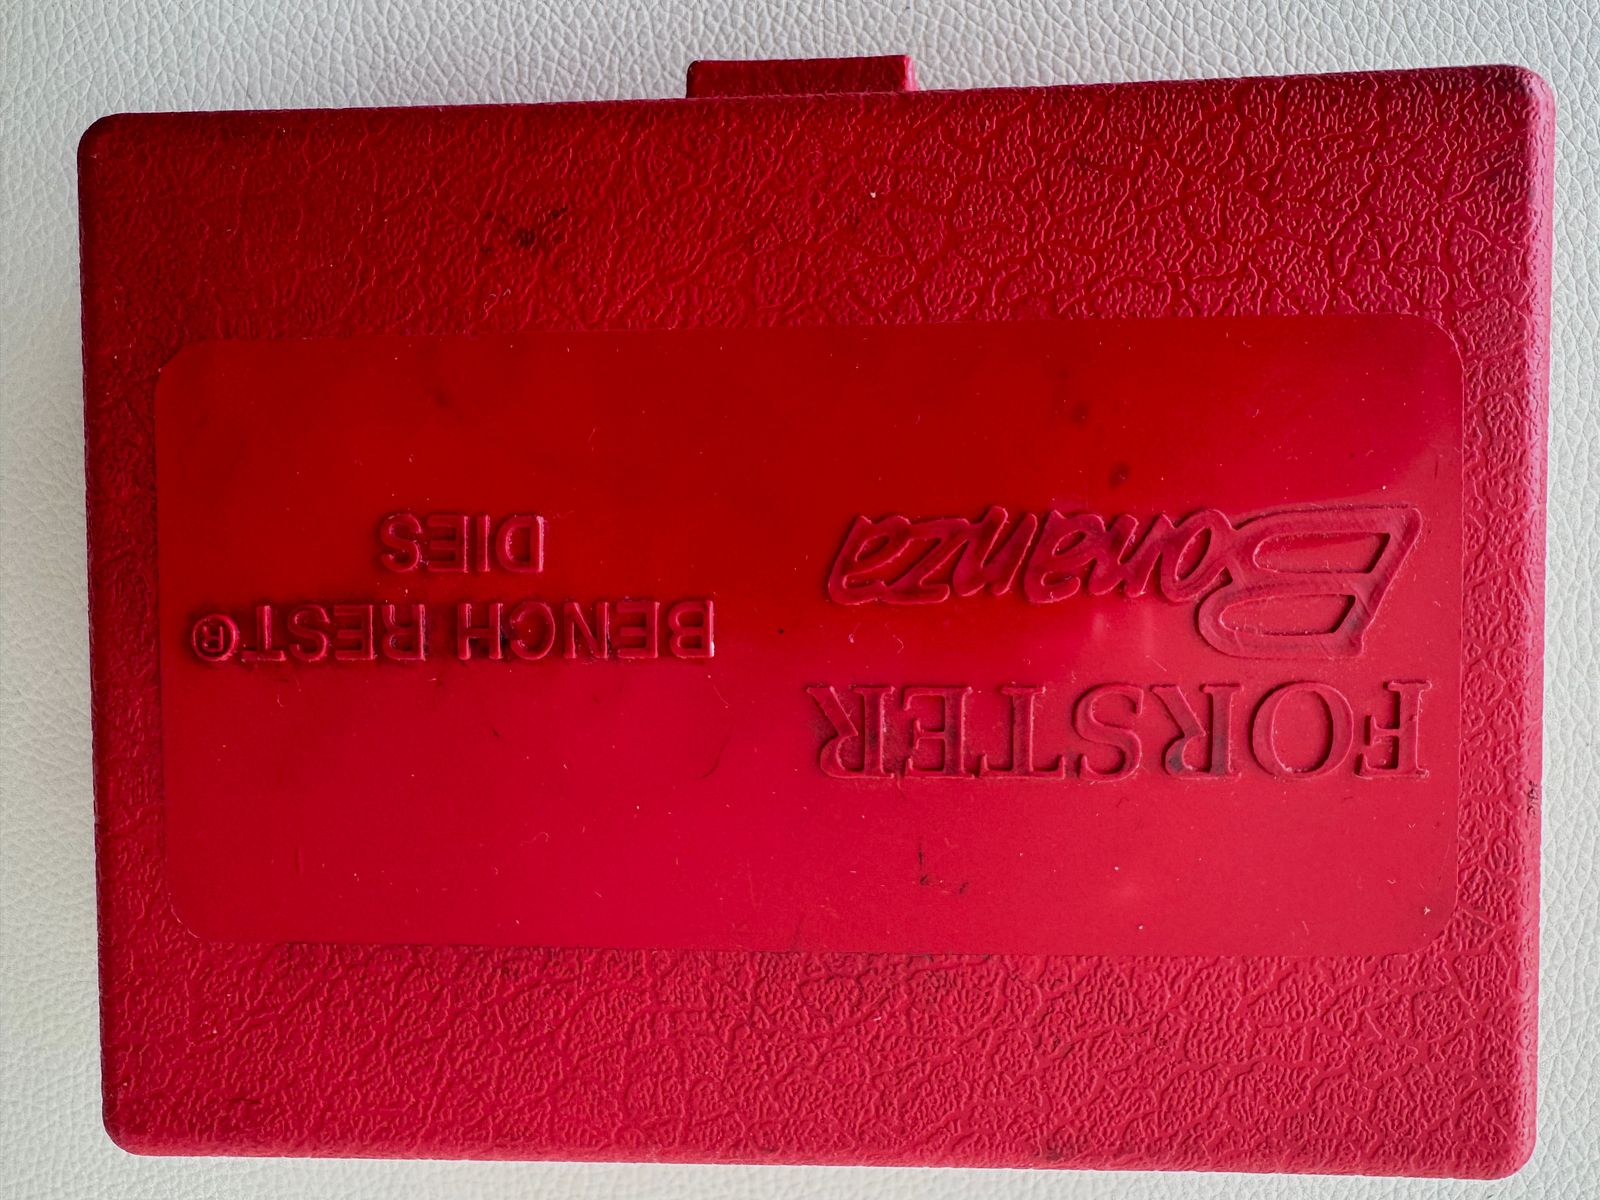 FORSTER
Bonanza
BENCH REST®
DIES